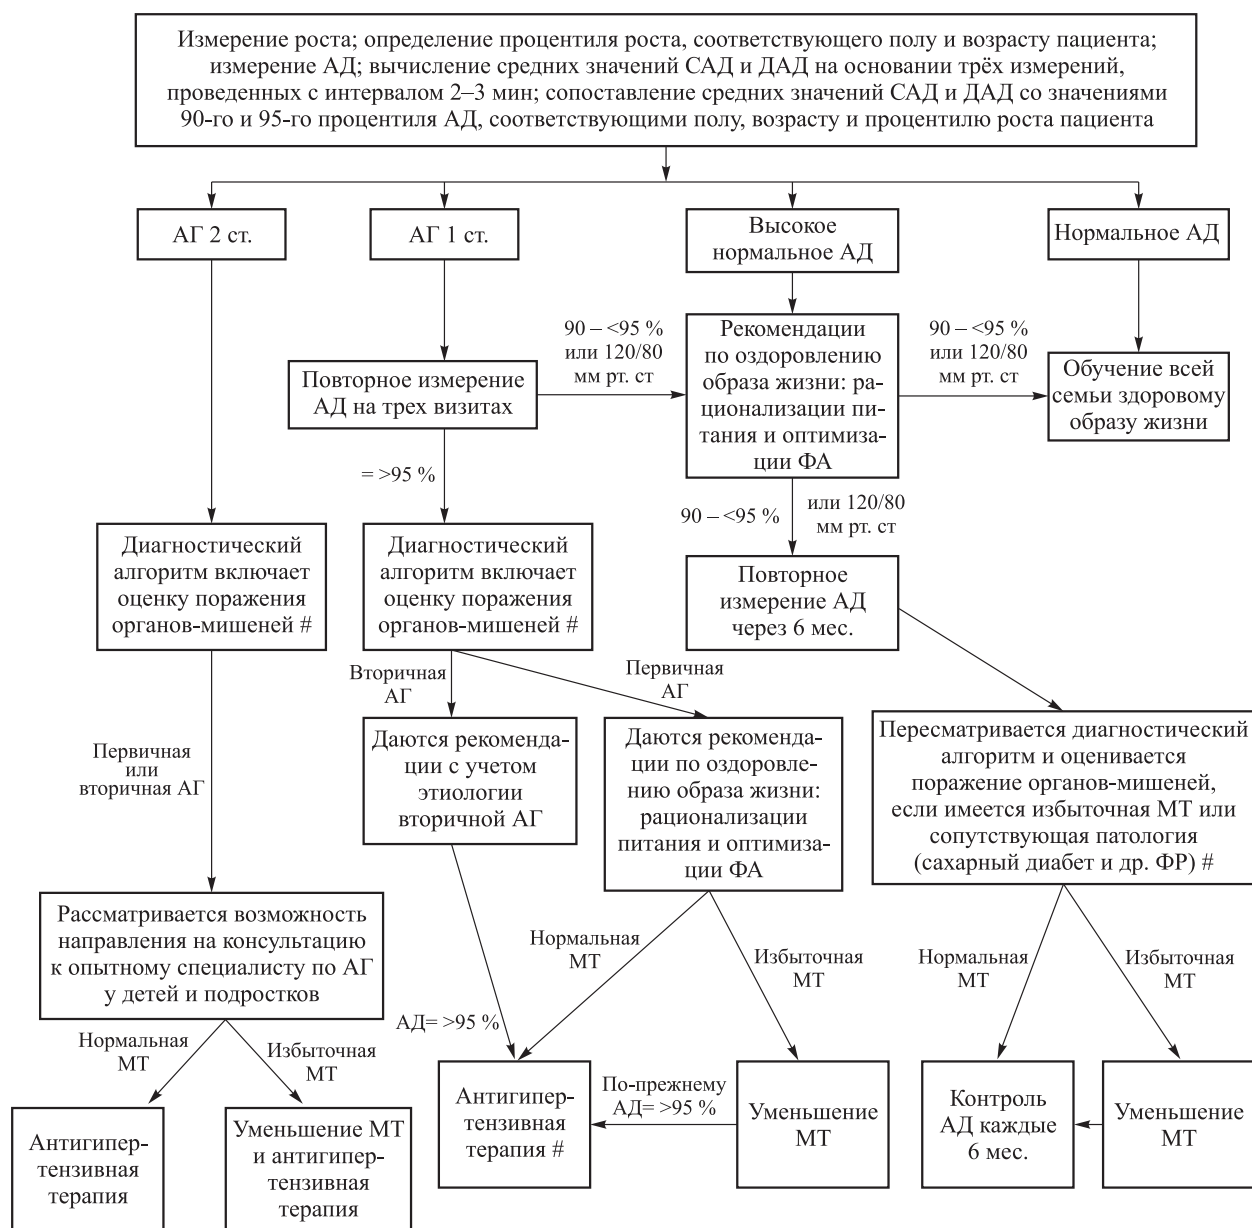 Измерение роста; определение процентиля роста, соответствующего полу и возрасту пациента;
измерение АД; вычисление средних значений САД и ДАД на основании трёх измерений,
проведенных с интервалом 2–3 мин; сопоставление средних значений САД и ДАД со значениями
90-го и 95-го процентиля АД, соответствующими полу, возрасту и процентилю роста пациента
АГ 2 ст.
АГ 1 ст.
Высокое
нормальное АД
Нормальное АД
Повторное измерение
АД на трех визитах
90 – <95 %
или 120/80
мм рт. ст
Рекомендации
по оздоровлению
образа жизни: ра-
ционализации пи-
тания и оптимиза-
ции ФА
90 – <95 %
или 120/80
мм рт. ст
Обучение всей
семьи здоровому
образу жизни
= >95 %
90 – <95 %
или 120/80
мм рт. ст
Диагностический
алгоритм включает
оценку поражения
органов-мишеней #
Диагностический
алгоритм включает
оценку поражения
органов-мишеней #
Повторное
измерение АД
через 6 мес.
Вторичная
АГ
Первичная
АГ
Первичная
или
вторичная АГ
Даются рекоменда-
ции с учетом
этиологии
вторичной АГ
Даются рекоменда-
ции по оздоровле-
нию образа жизни:
рационализации
питания и оптимиза-
ции ФА
Пересматривается диагностический
алгоритм и оценивается
поражение органов-мишеней,
если имеется избыточная МТ или
сопутствующая патология
(сахарный диабет и др. ФР) #
Рассматривается возможность
направления на консультацию
к опытному специалисту по АГ
у детей и подростков
Нормальная
МТ
Избыточная
МТ
Нормальная
МТ
Избыточная
МТ
АД= >95 %
Нормальная
МТ
Избыточная
МТ
Антигипер-
тензивная
терапия
Уменьшение МТ
и антигипер-
тензивная
терапия
Антигипер-
тензивная
терапия #
По-прежнему
АД= >95 %
Уменьшение
МТ
Контроль
АД каждые
6 мес.
Уменьшение
МТ